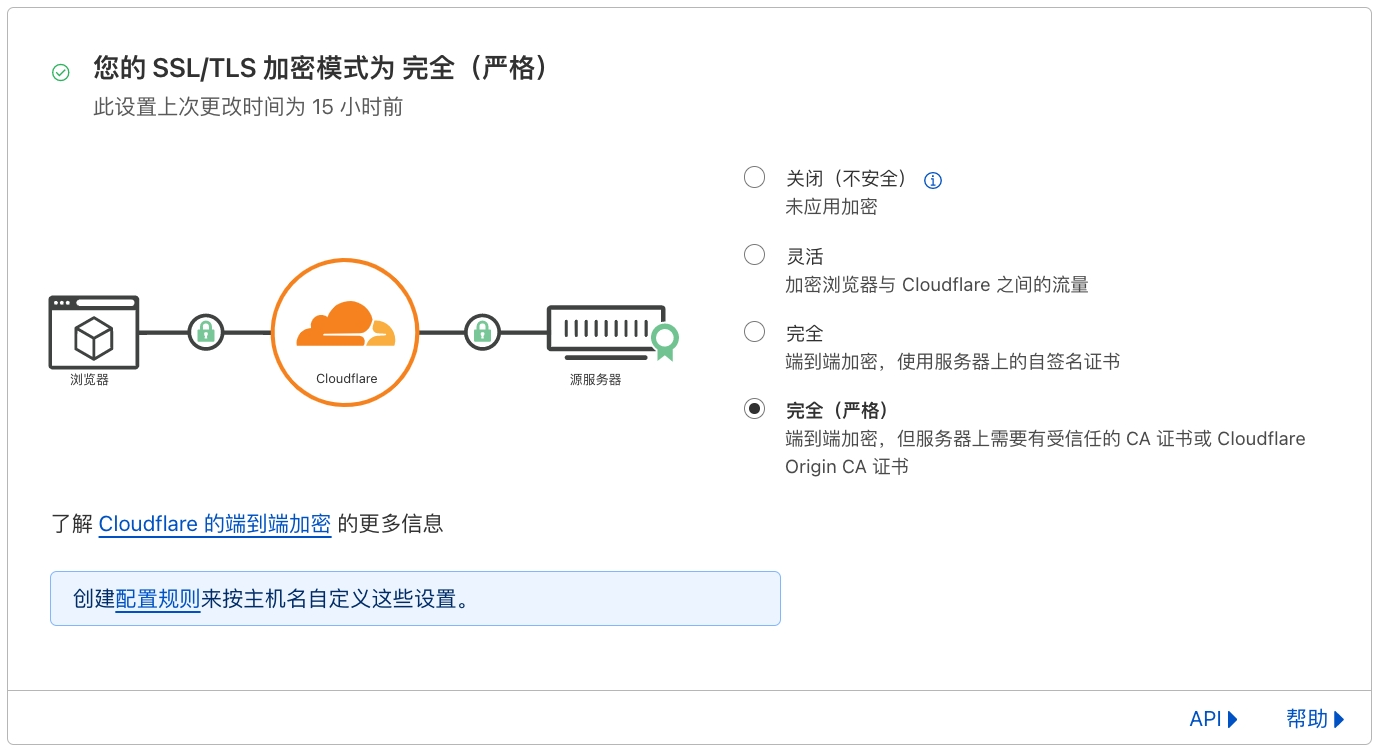 您的 SSL/TLS 加密模式为 完全（严格）
此设置上次更改时间为 15 小时前
关闭（不安全）
未应用加密
灵活
加密浏览器与 Cloudflare 之间的流量
完全
端到端加密，使用服务器上的自签名证书
完全（严格）
端到端加密，但服务器上需要有受信任的 CA 证书或 Cloudflare
Origin CA 证书
浏览器
Cloudflare
源服务器
了解 Cloudflare 的端到端加密 的更多信息
创建配置规则来按主机名自定义这些设置。
API
帮助